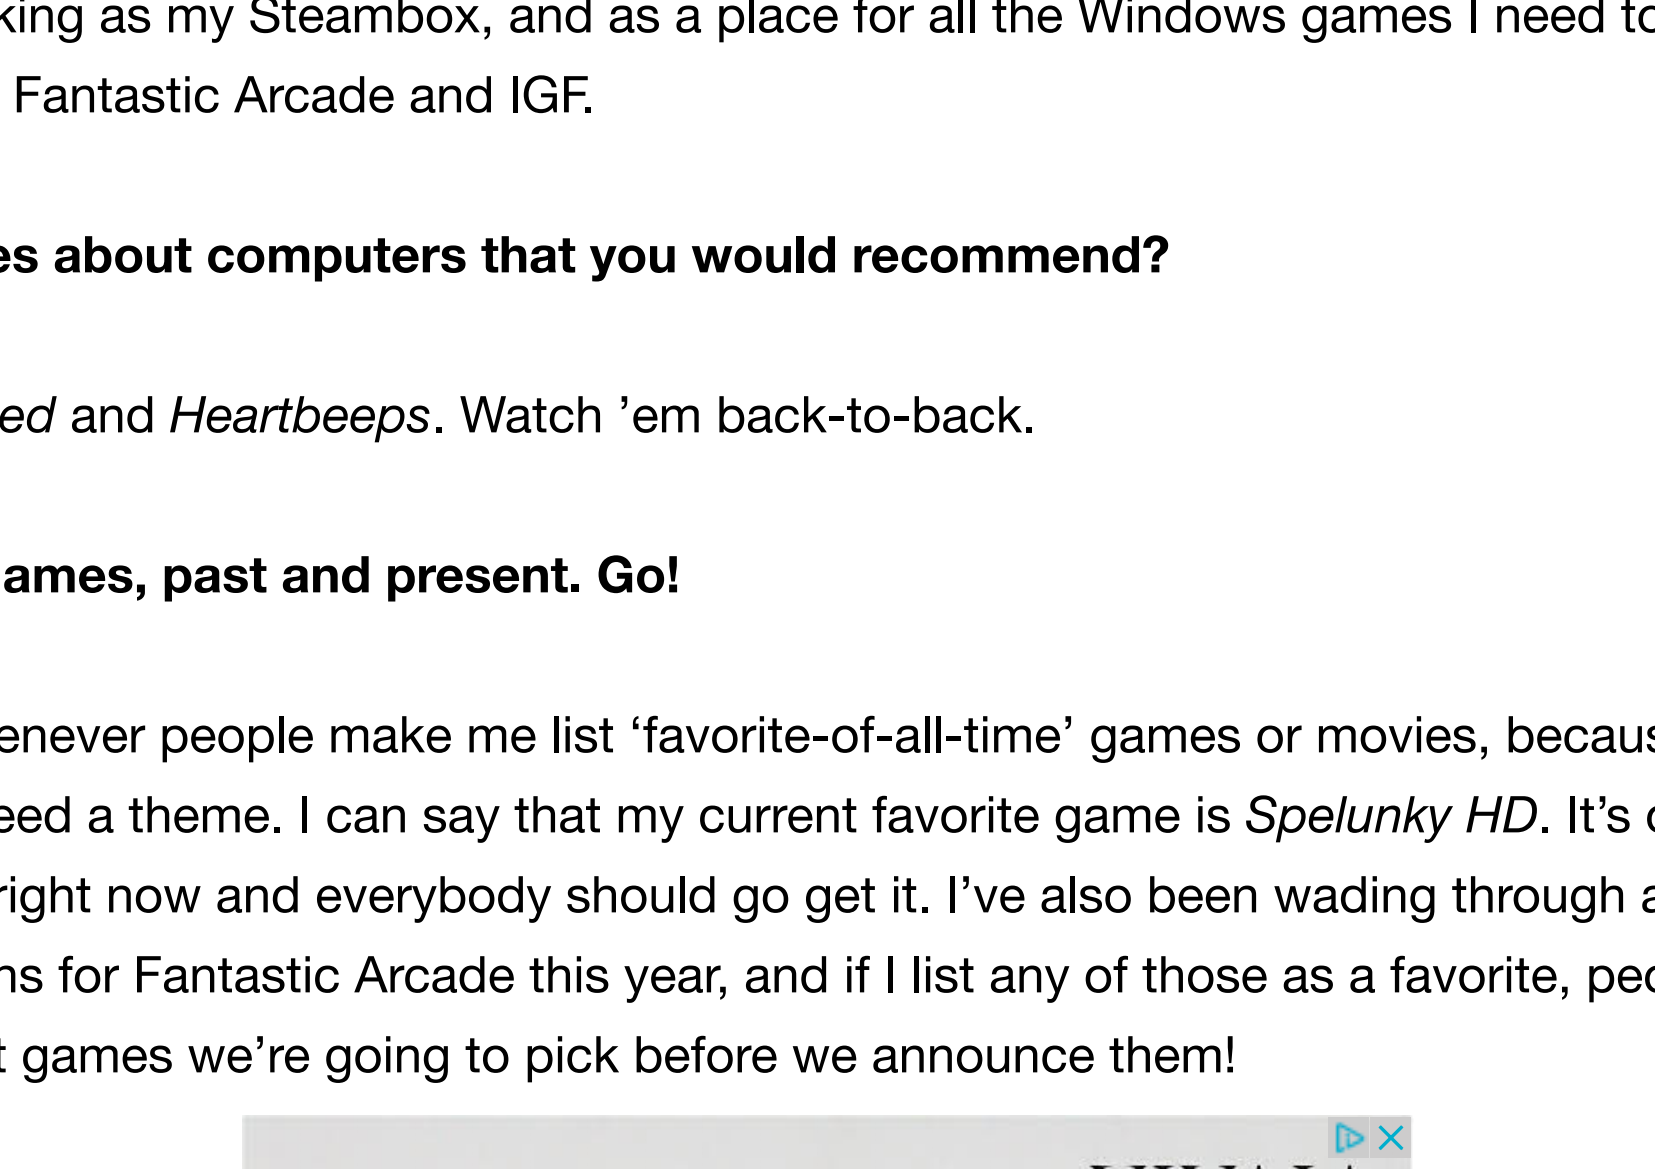 king as my Steambox, and as a place for all the Windows games I need to
Fantastic Arcade and IGF.
es about computers that you would recommend?
ed and Heartbeeps. Watch ’em back-to-back.
ames, past and present. Go!
enever people make me list ‘favorite-of-all-time’ games or movies, becaus
eed a theme. I can say that my current favorite game is Spelunky HD. It’s
right now and everybody should go get it. I’ve also been wading through a
ns for Fantastic Arcade this year, and if I list any of those as a favorite, peo
t games we’re going to pick before we announce them!